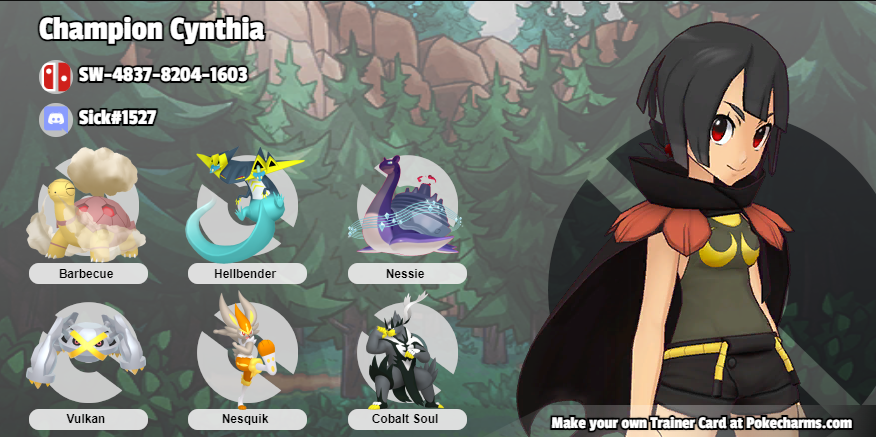 Champion Cynthia
SW-4837-8204-1603
Sick#1527
Barbecue
Hellbender
Nessie
Vulkan
Nesquik
Cobalt Soul
Make your own Trainer Card at Pokecharms.com